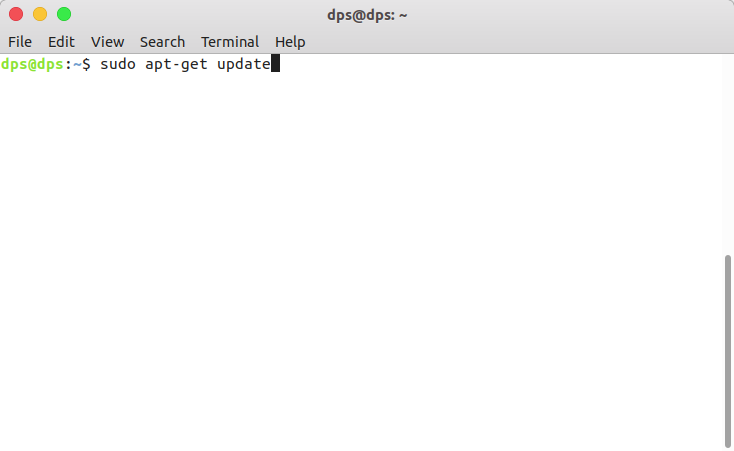 dps@dps: ~
File Edit View Search Terminal Help
dps@dps:~$ sudo apt-get update